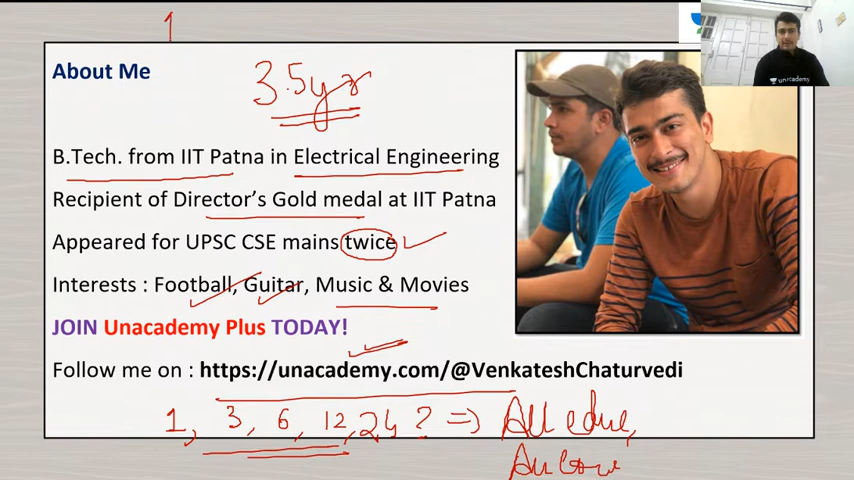 1
unacademy
About Me
3.5yr
B.Tech. from IIT Patna in Electrical Engineering
Recipient of Director's Gold medal at IIT Patna
Appeared for UPSC CSE mains twice
Interests : Football, Guitar, Music & Movies
JOIN Unacademy Plus TODAY!
Follow me on : https://unacademy.com/@VenkateshChaturvedi
1, 3, 6, 12, 24 ? => All edu,